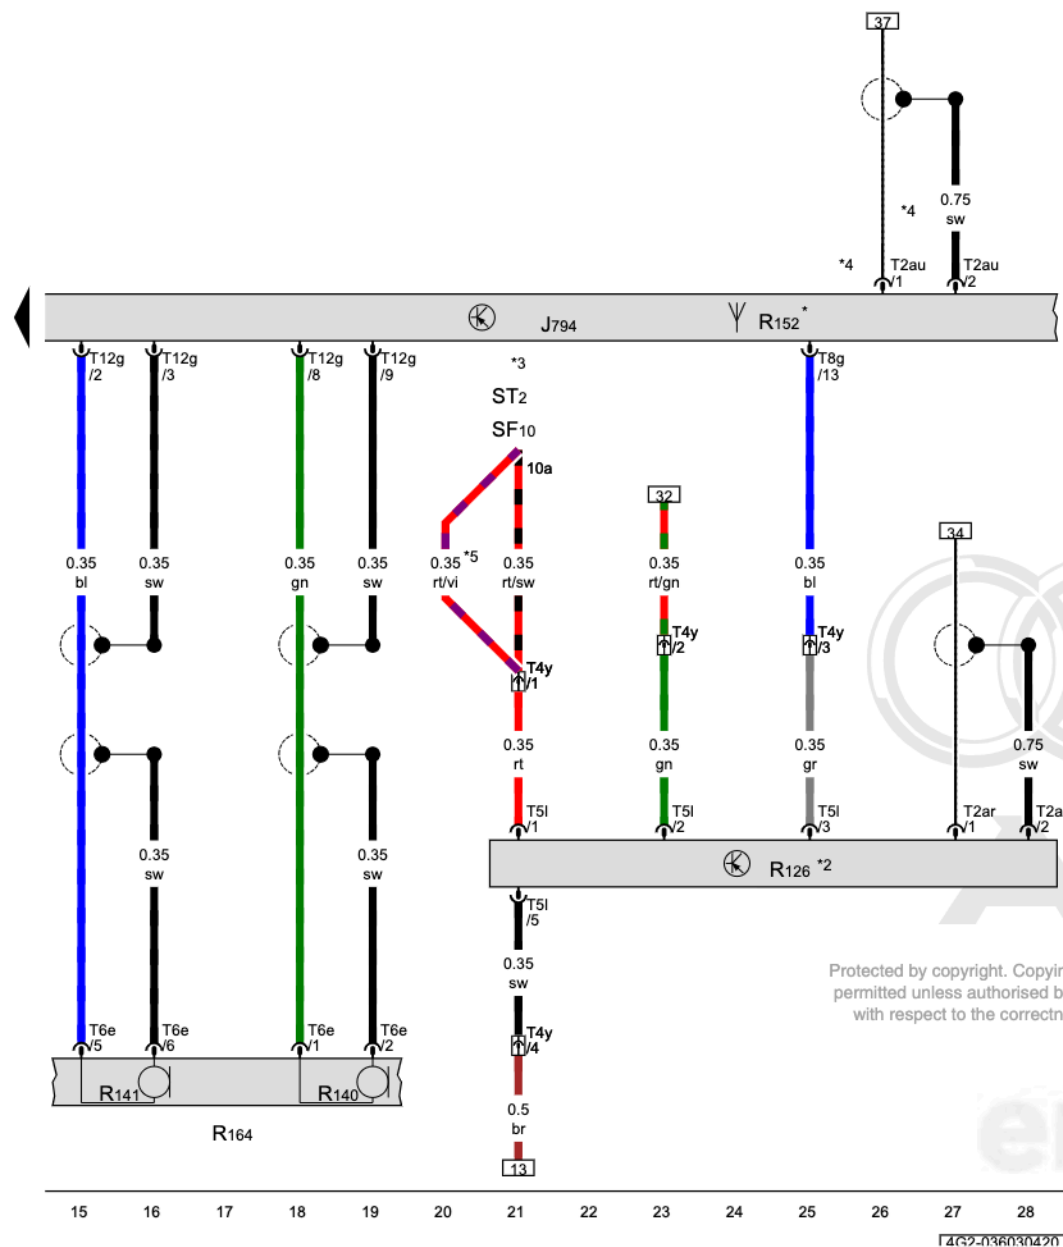 37
0.75
sw
*4
*4
T2au
/1
T2au
/2
J794
R152 *
T12g
/2
T12g
/3
T12g
/8
T12g
/9
*3
ST2
SF10
10a
T8g
/13
32
34
0.35
bl
0.35
sw
0.35
gn
0.35
sw
0.35 *5
rt/vi
0.35
rt/sw
0.35
rt/gn
0.35
bl
T4y
/1
T4y
/2
T4y
/3
0.35
rt
0.35
gn
0.35
gr
0.75
sw
T5l
/1
T5l
/2
T5l
/3
T2ar
/1
T2a
/2
0.35
sw
0.35
sw
R126 *2
T5l
/5
0.35
sw
T4y
/4
0.5
br
13
T6e
/5
T6e
/6
T6e
/1
T6e
/2
R141
R140
R164
Protected by copyright. Copyin
permitted unless authorised b
with respect to the correctn
15 16 17 18 19 20 21 22 23 24 25 26 27 28
4G2-036030420